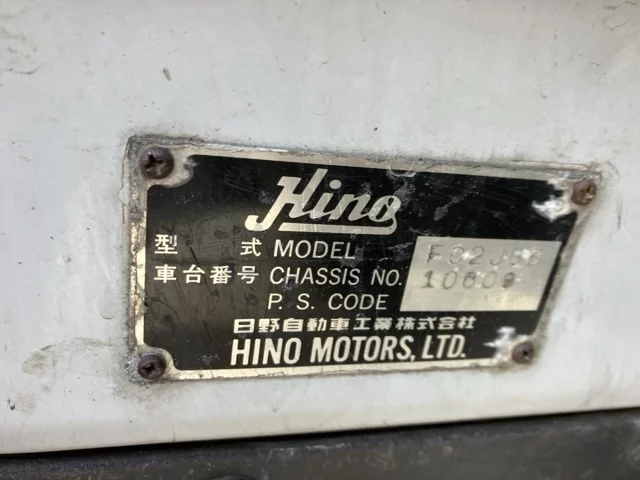 Hino
型 式 MODEL
車台番号 CHASSIS NO.
P. S. CODE
日野自動車工業株式会社
HINO MOTORS, LTD.